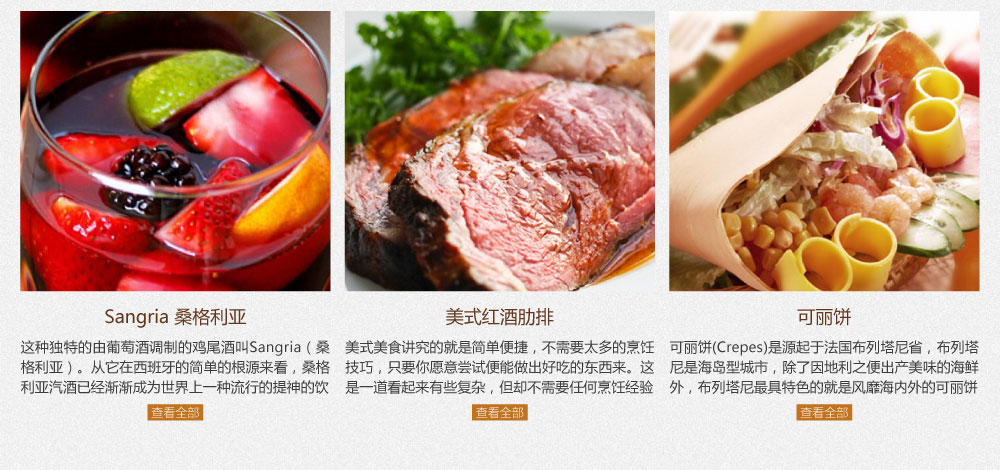 Sangria 桑格利亚
这种独特的由葡萄酒调制的鸡尾酒叫Sangria（桑
格利亚）。从它在西班牙的简单的根源来看，桑格
利亚汽酒已经渐渐成为世界上一种流行的提神的饮
查看全部
美式红酒肋排
美式美食讲究的就是简单便捷，不需要太多的烹饪
技巧，只要你愿意尝试便能做出好吃的东西来。这
是一道看起来有些复杂，但却不需要任何烹饪经验
查看全部
可丽饼
可丽饼(Crepes)是源起于法国布列塔尼省，布列塔
尼是海岛型城市，除了因地利之便出产美味的海鲜
外，布列塔尼最具特色的就是风靡海内外的可丽饼
查看全部